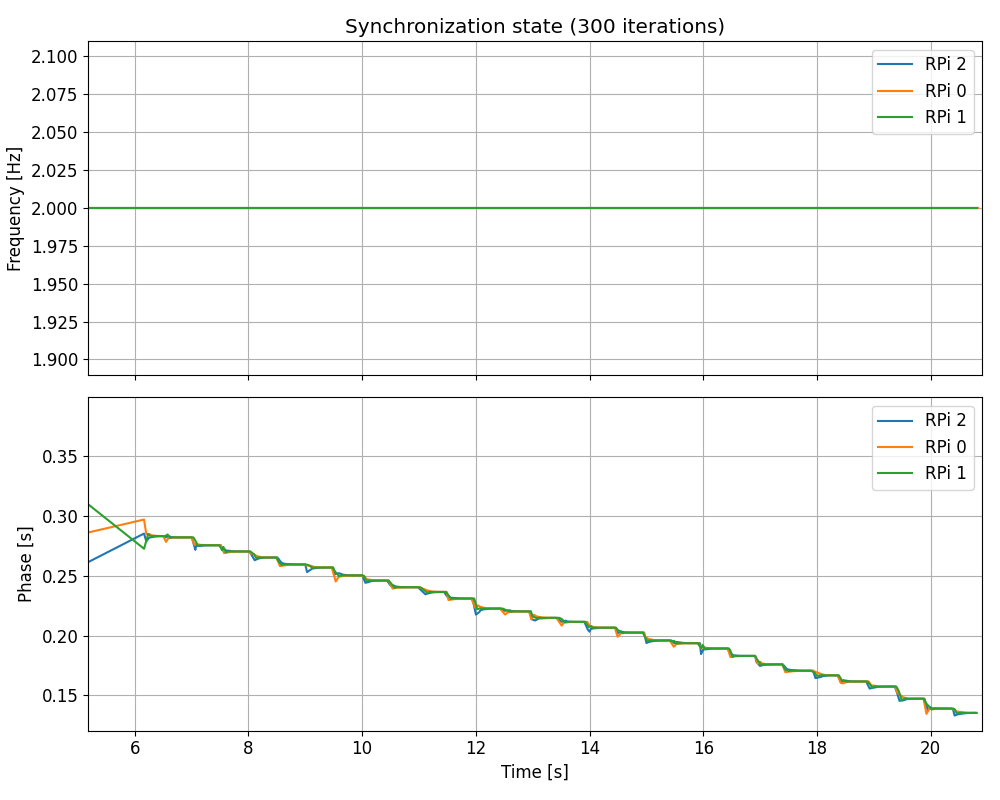 Synchronization state (300 iterations)
2.100
2.075
2.050
2.025
2.000
1.975
1.950
1.925
1.900
Frequency [Hz]
RPi 2
RPi 0
RPi 1
0.35
0.30
0.25
0.20
0.15
Phase [s]
RPi 2
RPi 0
RPi 1
6 8 10 12 14 16 18 20
Time [s]